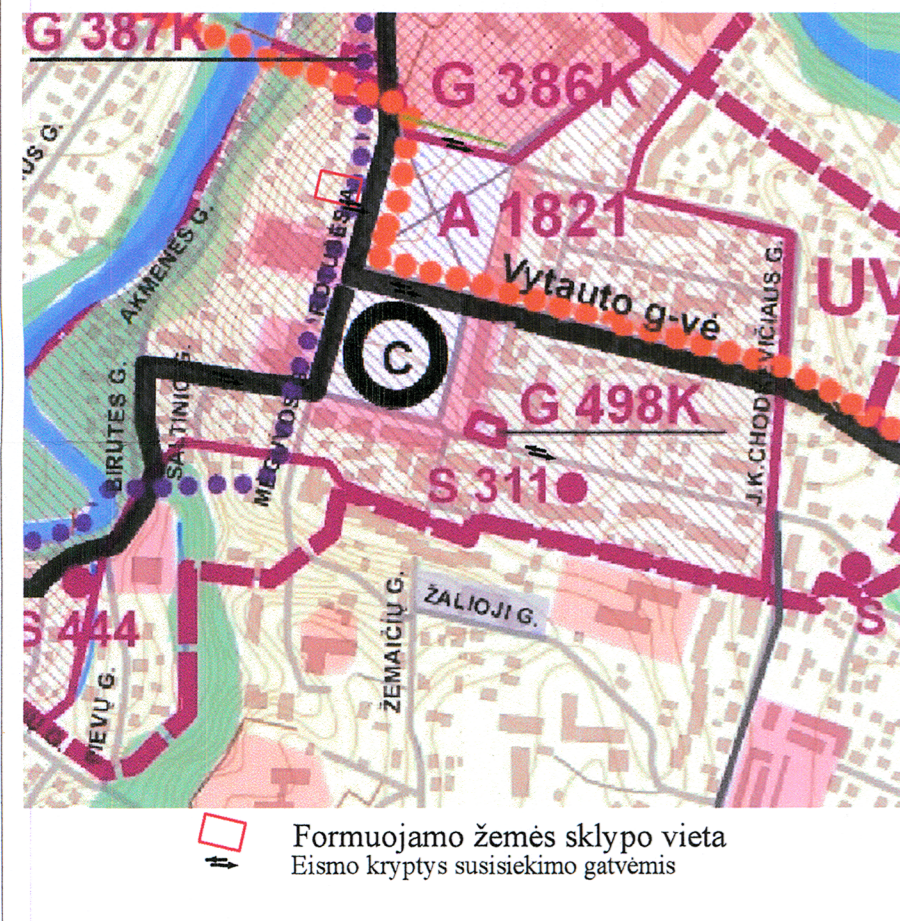 G 387K
G 386K
A 1821
UV
Vytauto g-vė
AKMENĖS G.
J.K.CHODKEVIČIAUS G.
C
G 498K
BIRUTĖS G.
S 311
ŽALIOJI G.
ŽEMAIČIŲ G.
S 444
S
PIEVŲ G.
Formuojamo žemės sklypo vieta
Eismo kryptys susisiekimo gatvėmis